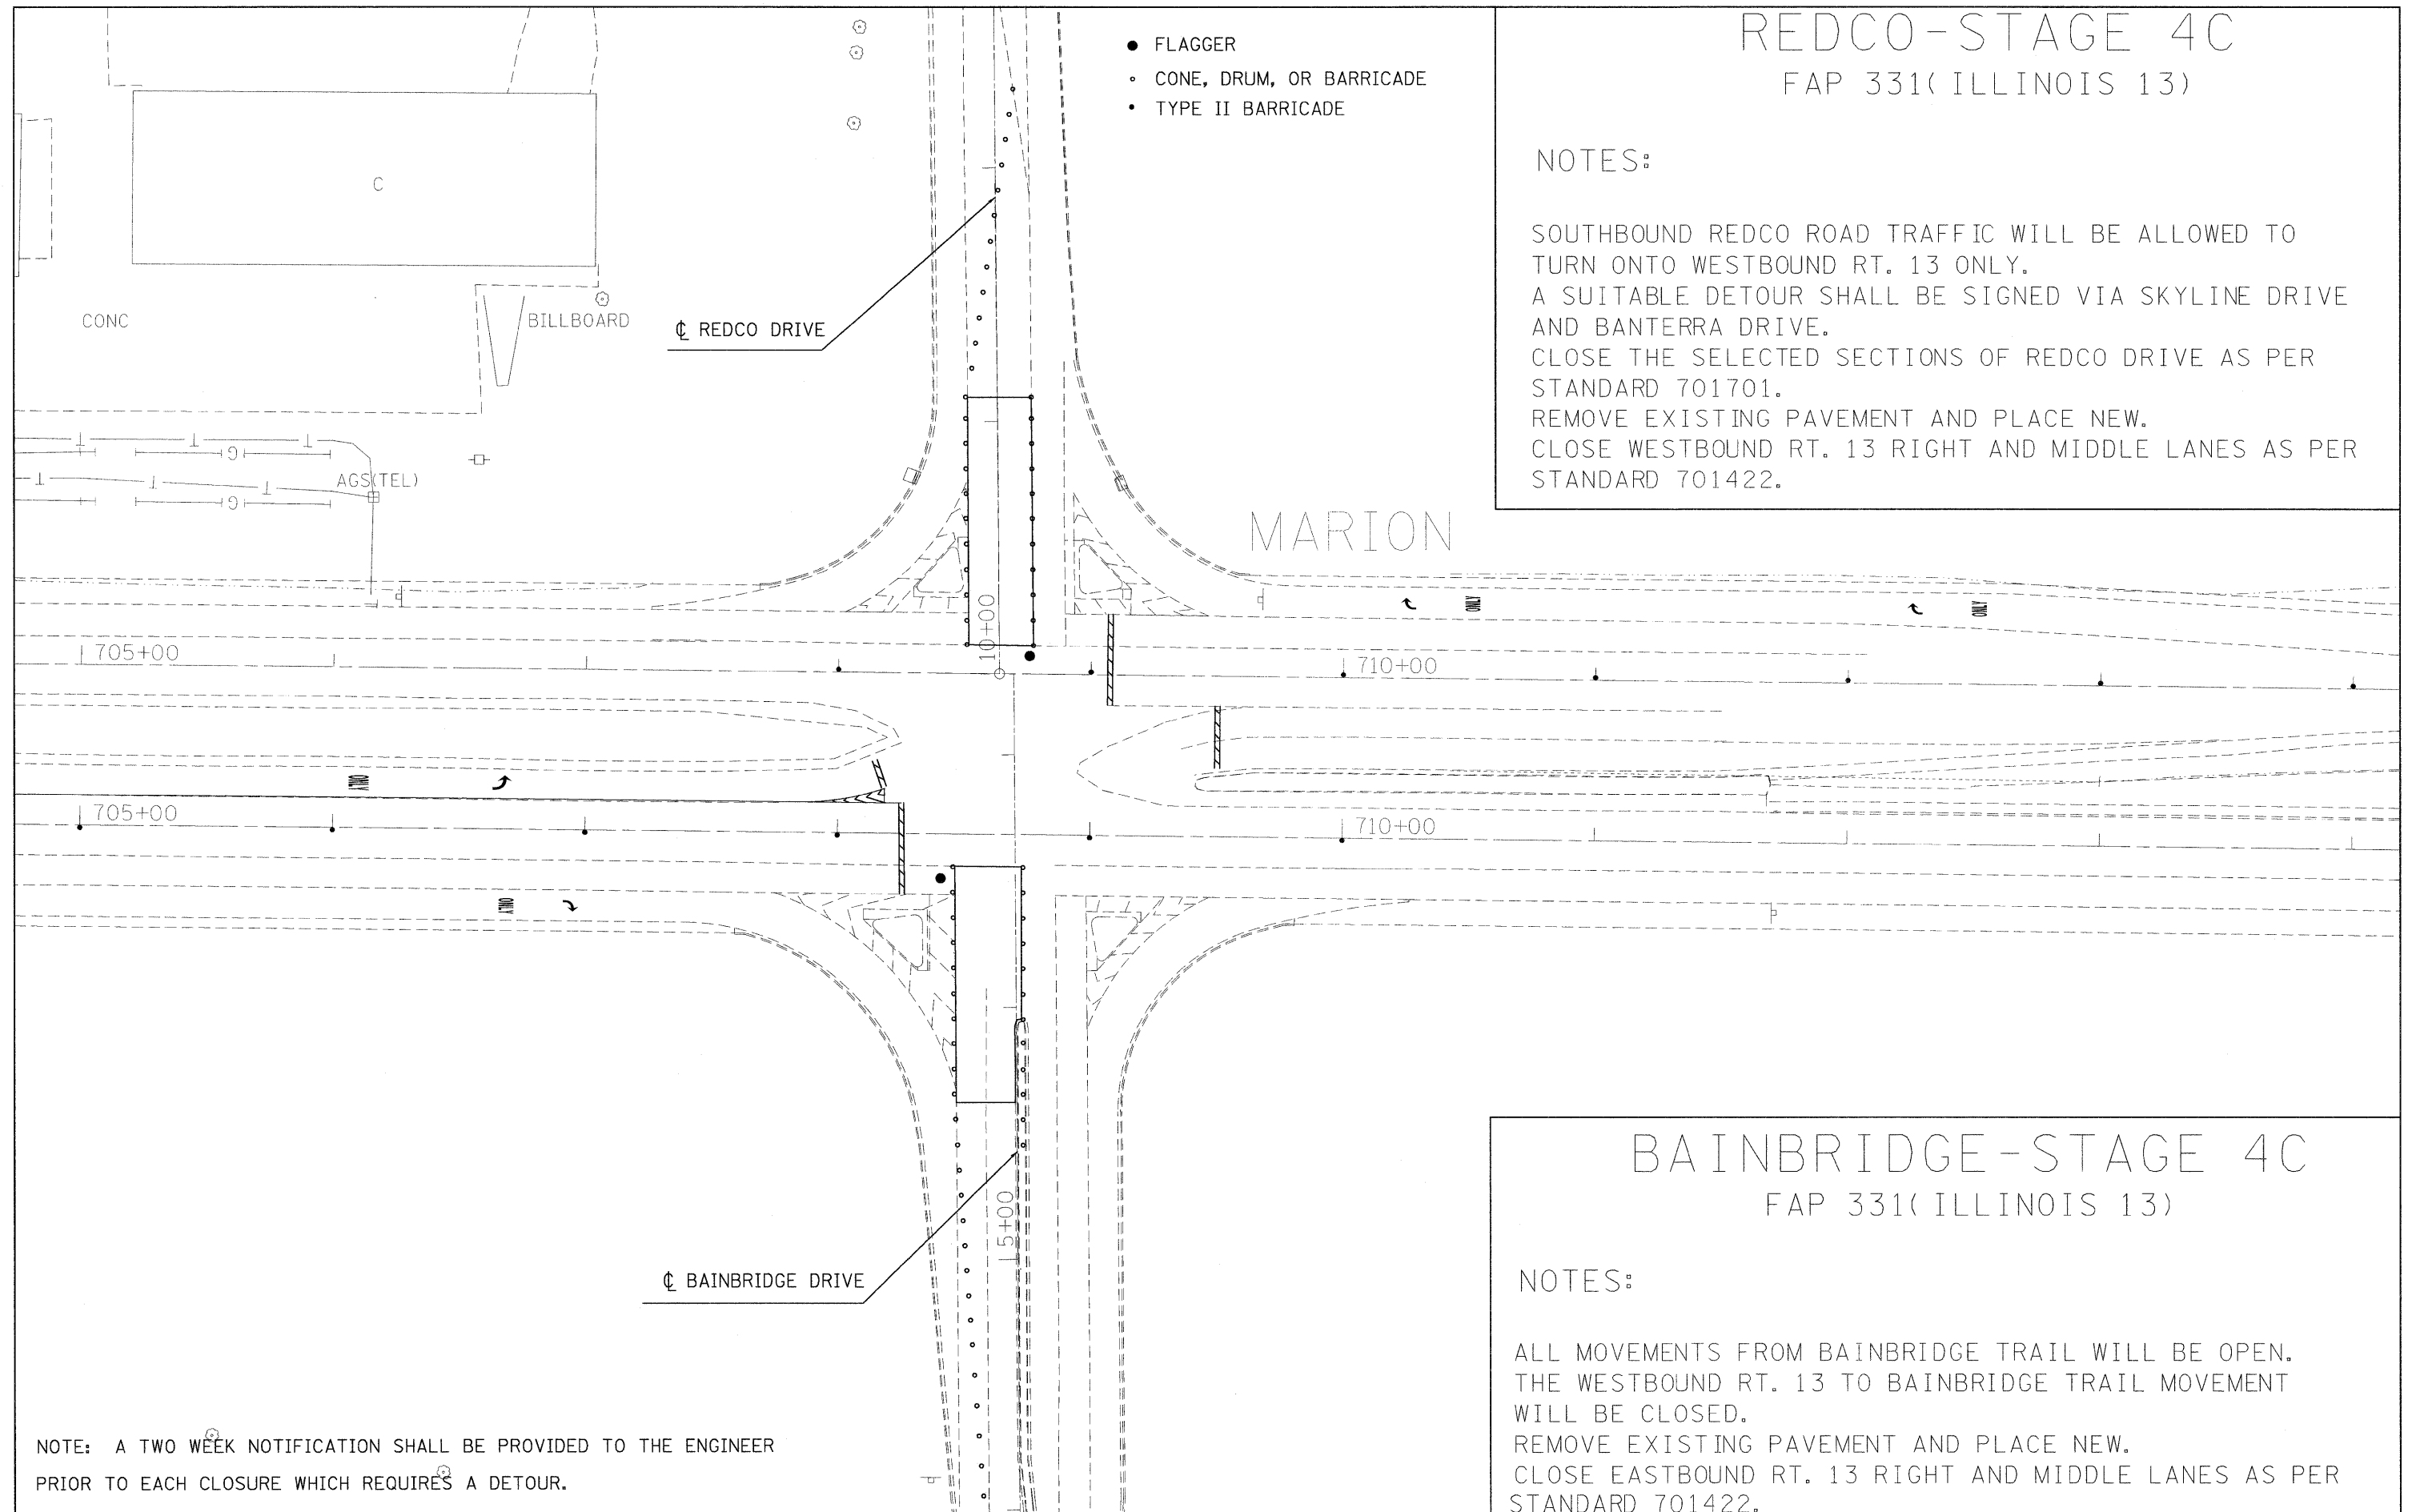 FLAGGER
CONE, DRUM, OR BARRICADE
TYPE II BARRICADE
REDCO-STAGE 4C
FAP 331(ILLINOIS 13)
NOTES:
SOUTHBOUND REDCO ROAD TRAFFIC WILL BE ALLOWED TO
TURN ONTO WESTBOUND RT. 13 ONLY.
A SUITABLE DETOUR SHALL BE SIGNED VIA SKYLINE DRIVE
AND BANTERRA DRIVE.
CLOSE THE SELECTED SECTIONS OF REDCO DRIVE AS PER
STANDARD 701701.
REMOVE EXISTING PAVEMENT AND PLACE NEW.
CLOSE WESTBOUND RT. 13 RIGHT AND MIDDLE LANES AS PER
STANDARD 701422.
C
CONC
BILLBOARD
℄ REDCO DRIVE
T T T
G
AGS(TEL)
T T T
G
MARION
ONLY
ONLY
10+00
705+00
710+00
ONLY
705+00
710+00
ONLY
15+00
℄ BAINBRIDGE DRIVE
BAINBRIDGE-STAGE 4C
FAP 331(ILLINOIS 13)
NOTES:
ALL MOVEMENTS FROM BAINBRIDGE TRAIL WILL BE OPEN.
THE WESTBOUND RT. 13 TO BAINBRIDGE TRAIL MOVEMENT
WILL BE CLOSED.
REMOVE EXISTING PAVEMENT AND PLACE NEW.
CLOSE EASTBOUND RT. 13 RIGHT AND MIDDLE LANES AS PER
STANDARD 701422.
NOTE: A TWO WEEK NOTIFICATION SHALL BE PROVIDED TO THE ENGINEER
PRIOR TO EACH CLOSURE WHICH REQUIRES A DETOUR.